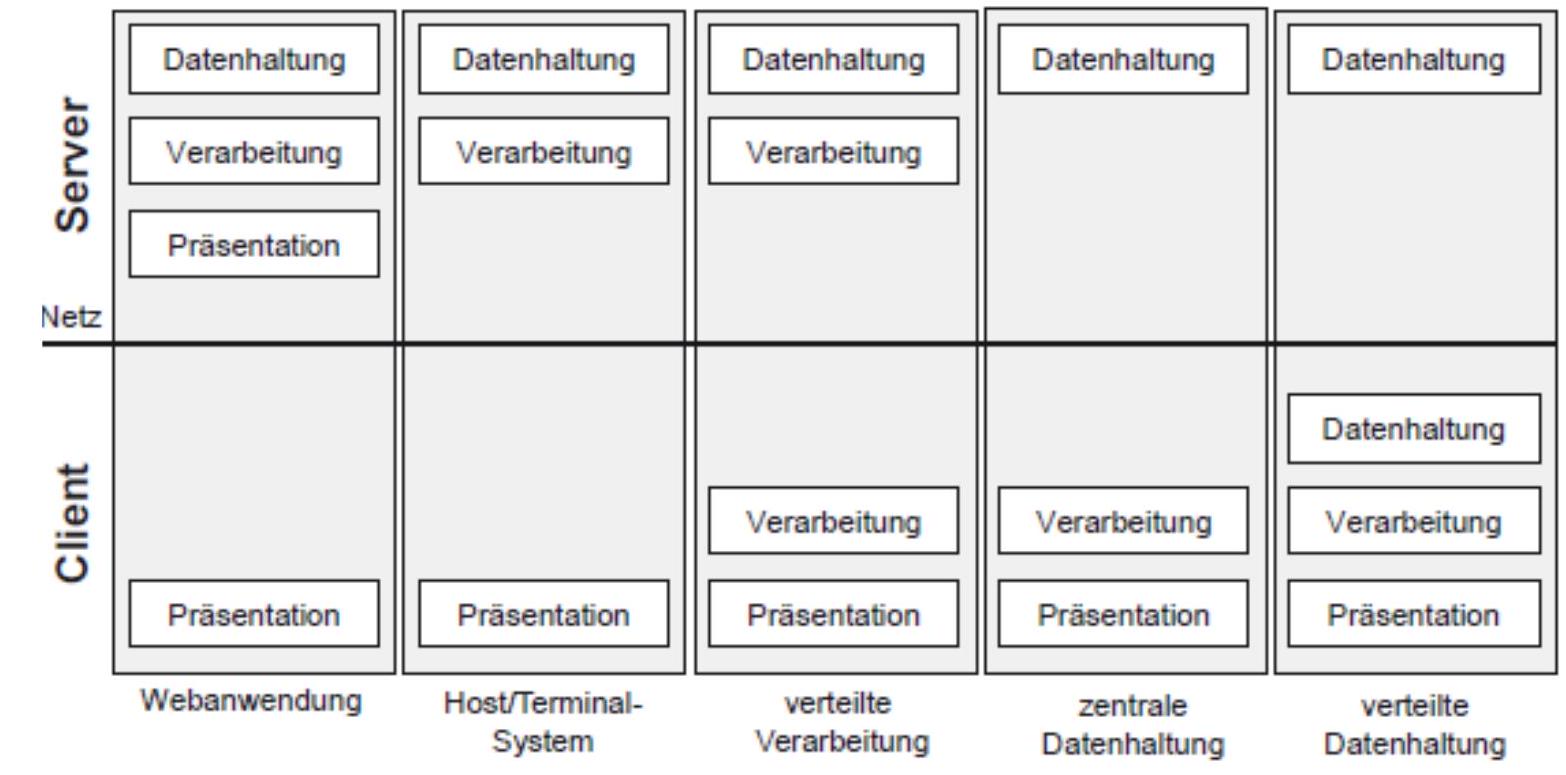 Datenhaltung Datenhaltung Datenhaltung Datenhaltung Datenhaltung
Verarbeitung Verarbeitung Verarbeitung
Server
Präsentation
Netz
Datenhaltung
Client
Verarbeitung Verarbeitung Verarbeitung
Präsentation Präsentation Präsentation Präsentation Präsentation
Webanwendung
Host/Terminal-
System
verteilte
Verarbeitung
zentrale
Datenhaltung
verteilte
Datenhaltung